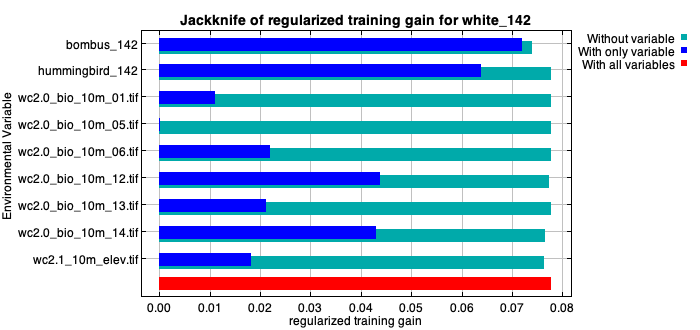 Jackknife of regularized training gain for white_142
Without variable
With only variable
With all variables
Environmental Variable
bombus_142
hummingbird_142
wc2.0_bio_10m_01.tif
wc2.0_bio_10m_05.tif
wc2.0_bio_10m_06.tif
wc2.0_bio_10m_12.tif
wc2.0_bio_10m_13.tif
wc2.0_bio_10m_14.tif
wc2.1_10m_elev.tif
0.00 0.01 0.02 0.03 0.04 0.05 0.06 0.07 0.08
regularized training gain